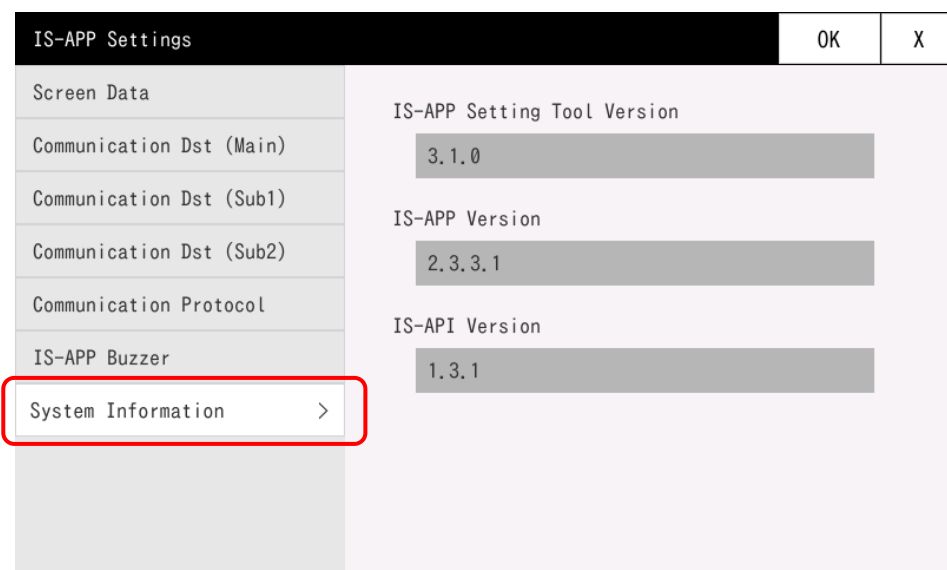 IS-APP Settings
OK
X
Screen Data
Communication Dst (Main)
Communication Dst (Sub1)
Communication Dst (Sub2)
Communication Protocol
IS-APP Buzzer
System Information >
IS-APP Setting Tool Version
3.1.0
IS-APP Version
2.3.3.1
IS-API Version
1.3.1